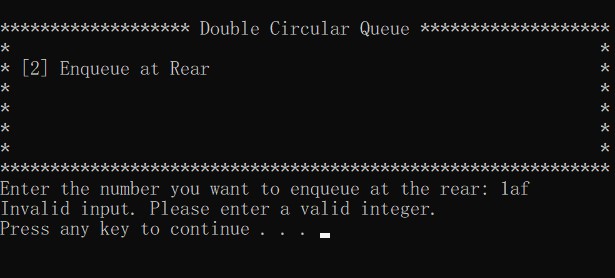 ******************* Double Circular Queue *******************
*                                                           *
* [2] Enqueue at Rear                                       *
*                                                           *
*                                                           *
*                                                           *
*                                                           *
*************************************************************
Enter the number you want to enqueue at the rear: 1af
Invalid input. Please enter a valid integer.
Press any key to continue . . .